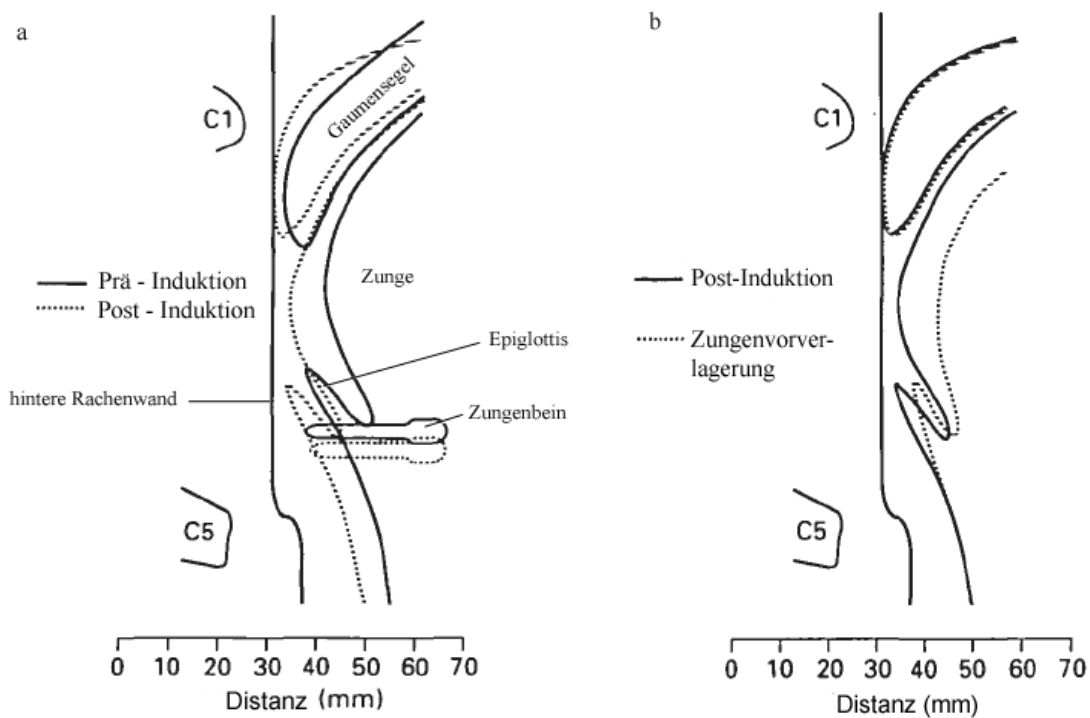 a
C1
Gaumensegel
Prä - Induktion
Post - Induktion
Zunge
Epiglottis
hintere Rachenwand
Zungenbein
C5
0 10 20 30 40 50 60 70
Distanz (mm)
b
C1
Post-Induktion
Zungenvorver-
lagerung
C5
0 10 20 30 40 50 60 70
Distanz (mm)